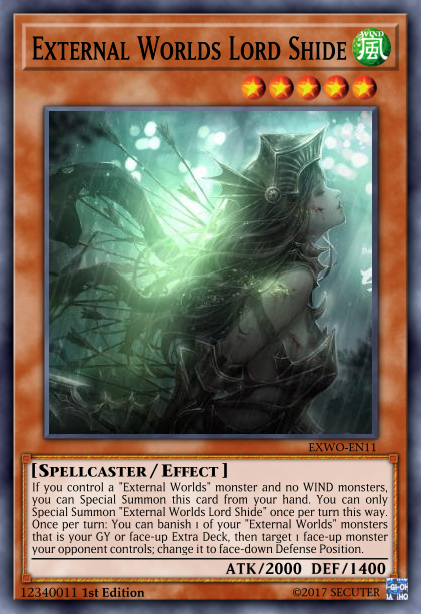 External Worlds Lord Shide
WIND
風
EXWO-EN11
[Spellcaster / Effect]
If you control a "External Worlds" monster and no WIND monsters,
you can Special Summon this card from your hand. You can only
Special Summon "External Worlds Lord Shide" once per turn this way.
Once per turn: You can banish 1 of your "External Worlds" monsters
that is your GY or face-up Extra Deck, then target 1 face-up monster
your opponent controls; change it to face-down Defense Position.
ATK/2000 DEF/1400
12340011 1st Edition
©2017 SECUTER